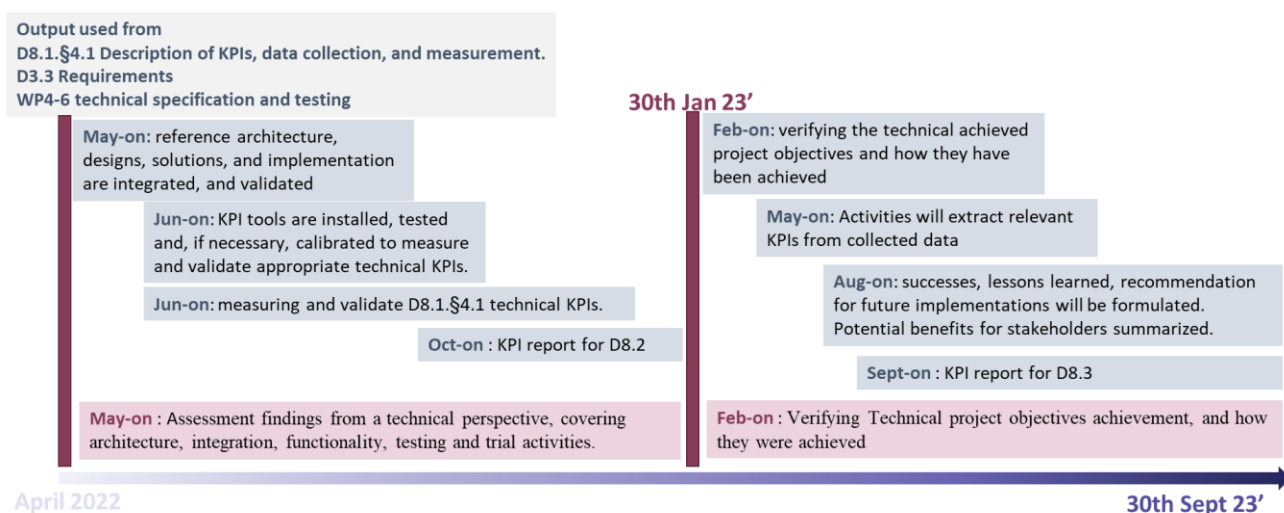 Output used from
D8.1.§4.1 Description of KPIs, data collection, and measurement.
D3.3 Requirements
WP4-6 technical specification and testing
30th Jan 23'
May-on: reference architecture,
designs, solutions, and implementation
are integrated, and validated
Jun-on: KPI tools are installed, tested
and, if necessary, calibrated to measure
and validate appropriate technical KPIs.
Jun-on: measuring and validate D8.1.§4.1 technical KPIs.
Oct-on : KPI report for D8.2
May-on : Assessment findings from a technical perspective, covering
architecture, integration, functionality, testing and trial activities.
Feb-on: verifying the technical achieved
project objectives and how they have
been achieved
May-on: Activities will extract relevant
KPIs from collected data
Aug-on: successes, lessons learned, recommendation
for future implementations will be formulated.
Potential benefits for stakeholders summarized.
Sept-on : KPI report for D8.3
Feb-on : Verifying Technical project objectives achievement, and how
they were achieved
April 2022
30th Sept 23'